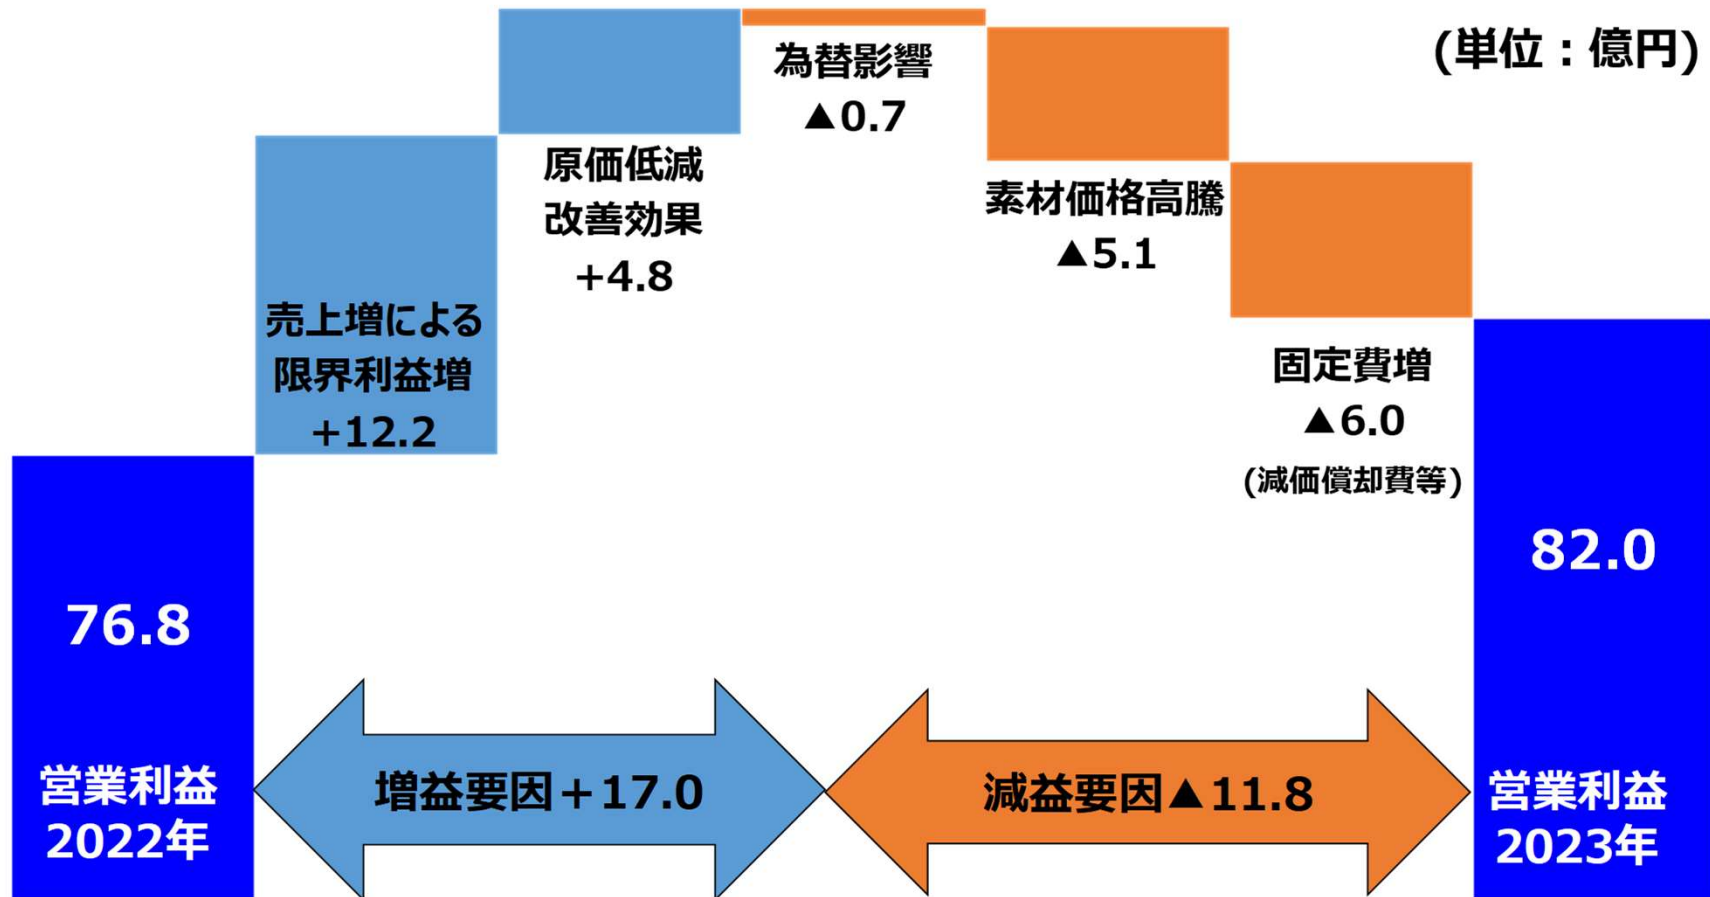 (単位：億円)
為替影響
▲0.7
原価低減
改善効果
+4.8
素材価格高騰
▲5.1
売上増による
限界利益増
+12.2
固定費増
▲6.0
(減価償却費等)
76.8
82.0
増益要因＋17.0
減益要因▲11.8
営業利益
2022年
営業利益
2023年